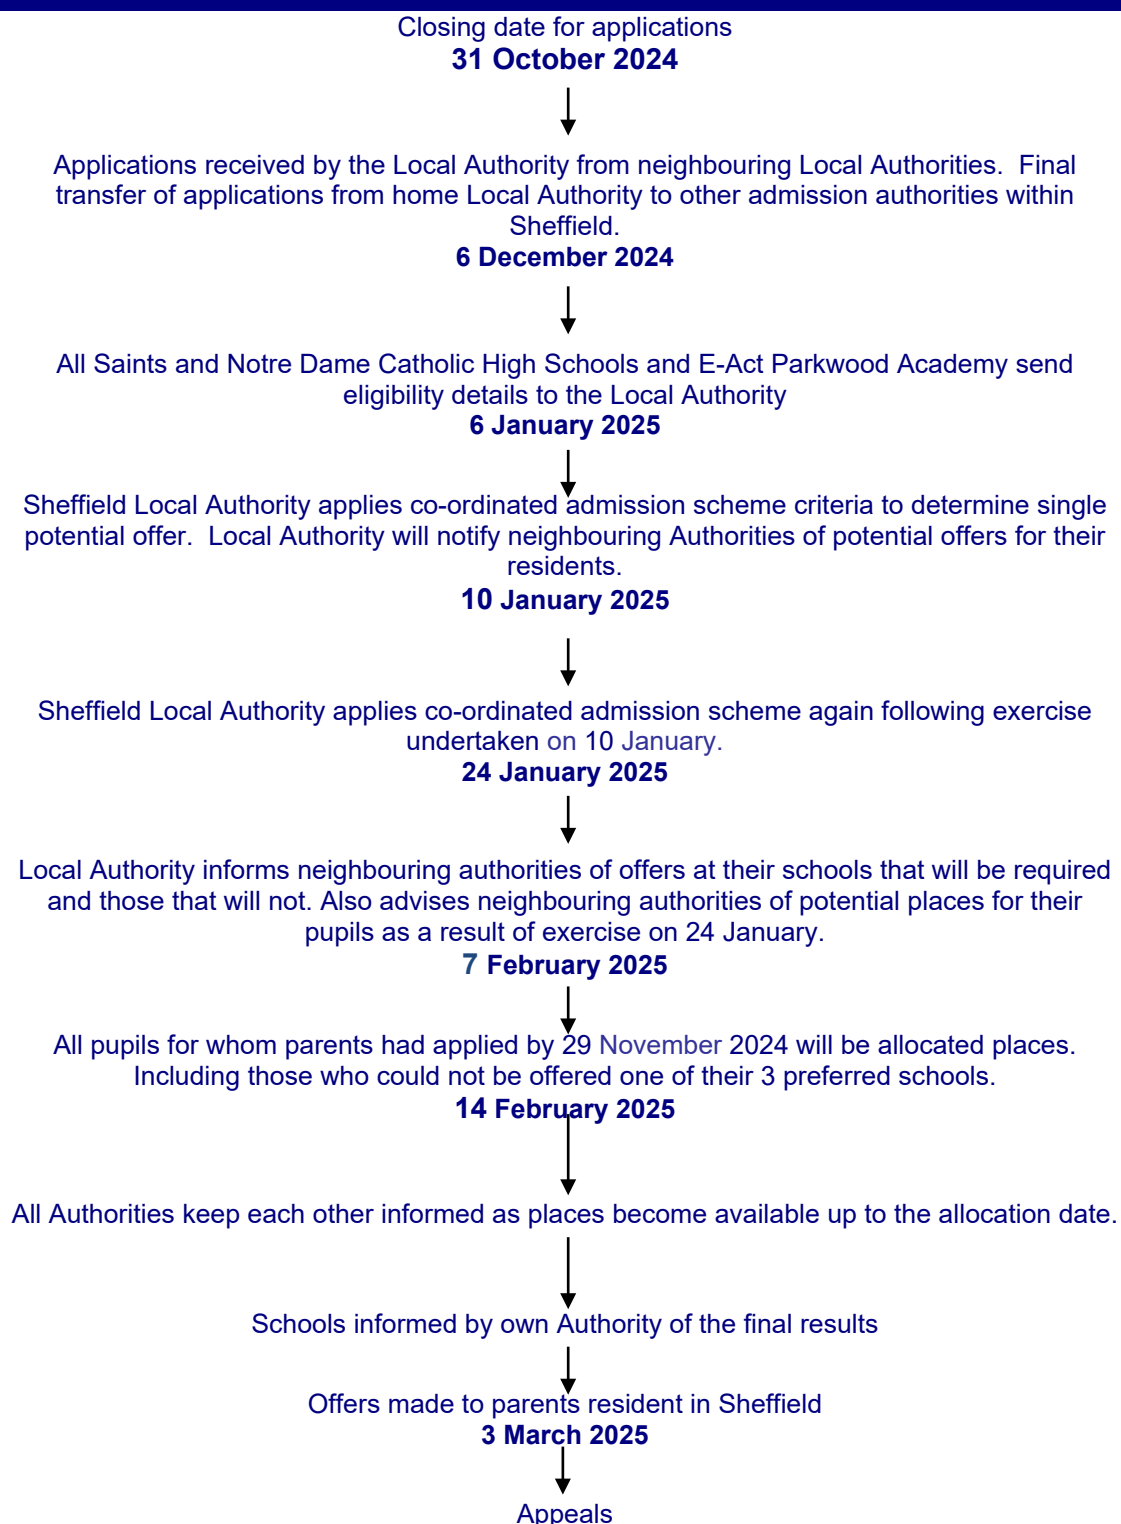 Closing date for applications
31 October 2024
Applications received by the Local Authority from neighbouring Local Authorities.  Final
transfer of applications from home Local Authority to other admission authorities within
Sheffield.
6 December 2024
All Saints and Notre Dame Catholic High Schools and E-Act Parkwood Academy send
eligibility details to the Local Authority
6 January 2025
Sheffield Local Authority applies co-ordinated admission scheme criteria to determine single
potential offer.  Local Authority will notify neighbouring Authorities of potential offers for their
residents.
10 January 2025
Sheffield Local Authority applies co-ordinated admission scheme again following exercise
undertaken on 10 January.
24 January 2025
Local Authority informs neighbouring authorities of offers at their schools that will be required
and those that will not. Also advises neighbouring authorities of potential places for their
pupils as a result of exercise on 24 January.
7 February 2025
All pupils for whom parents had applied by 29 November 2024 will be allocated places.
Including those who could not be offered one of their 3 preferred schools.
14 February 2025
All Authorities keep each other informed as places become available up to the allocation date.
Schools informed by own Authority of the final results
Offers made to parents resident in Sheffield
3 March 2025
Appeals